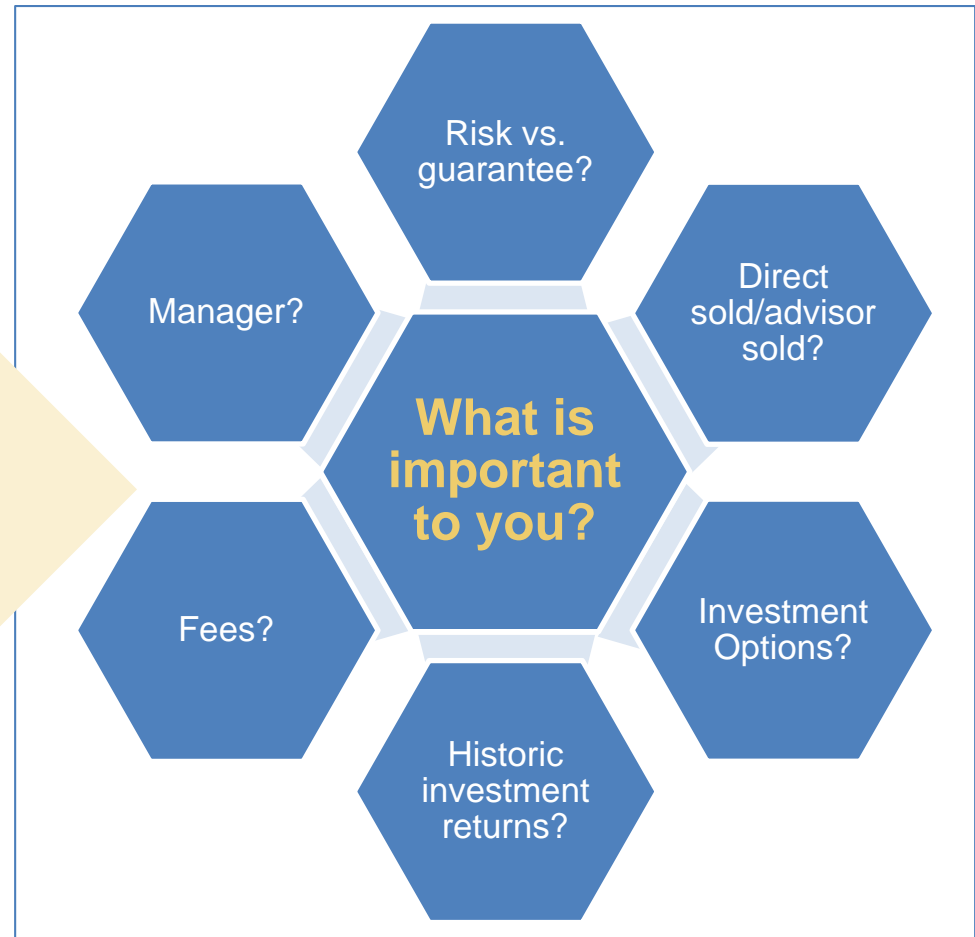 Risk vs.
guarantee?
Direct
sold/advisor
sold?
Investment
Options?
Historic
investment
returns?
Fees?
Manager?
What is
important
to you?